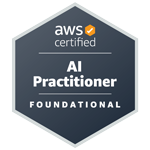 aws
certified
AI
Practitioner
FOUNDATIONAL